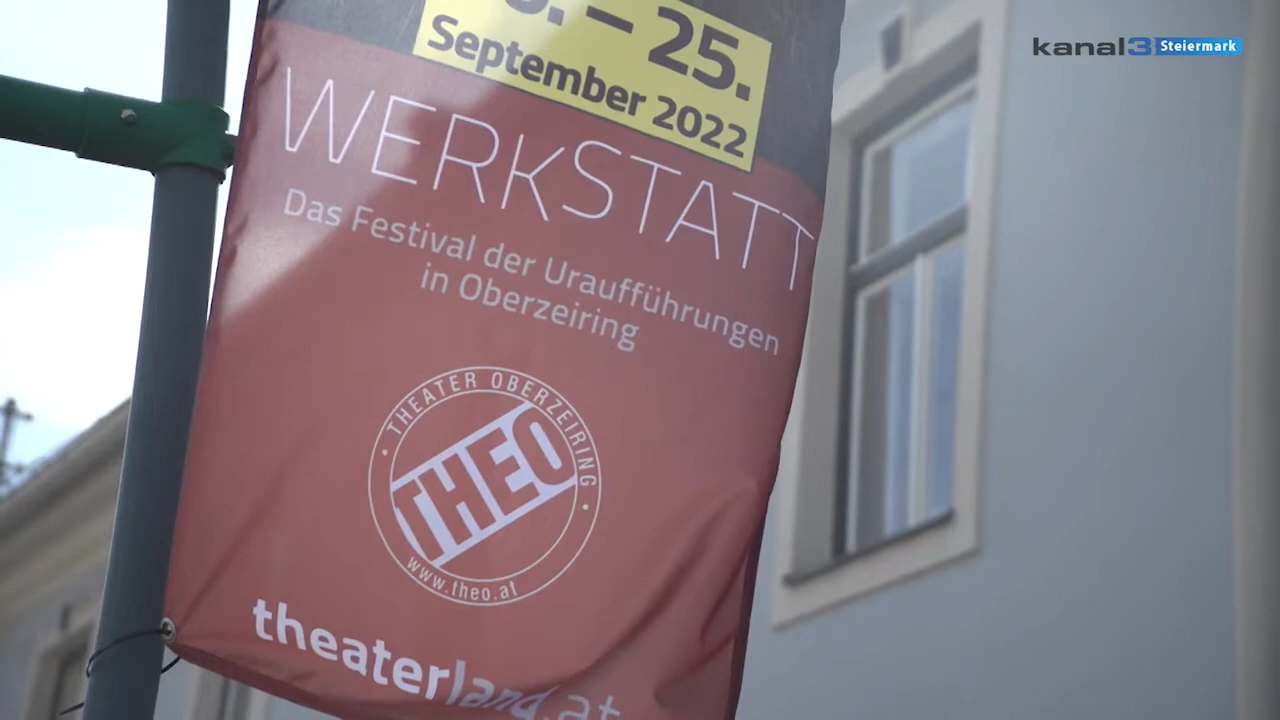 kanal3 Steiermark
– 25.
September 2022
WERKSTATT
Das Festival der Uraufführungen
in Oberzeiring
THEATER OBERZEIRING
THEO
www.theo.at
theaterland.at